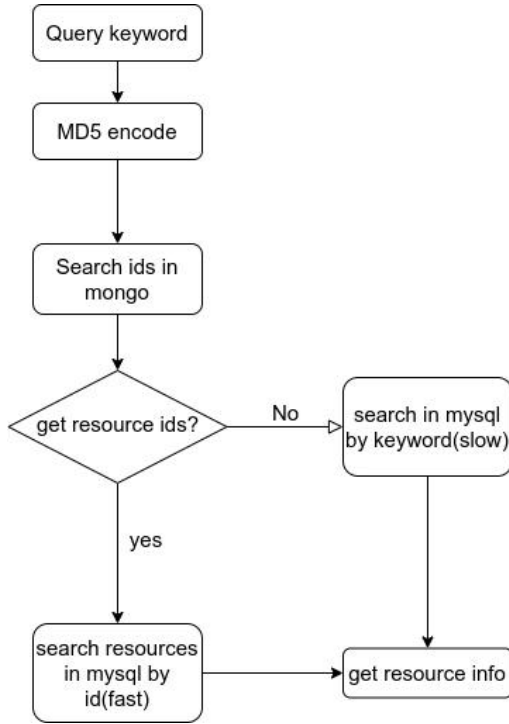 Query keyword
MD5 encode
Search ids in
mongo
get resource ids?
No
search in mysql
by keyword(slow)
yes
search resources
in mysql by
id(fast)
get resource info